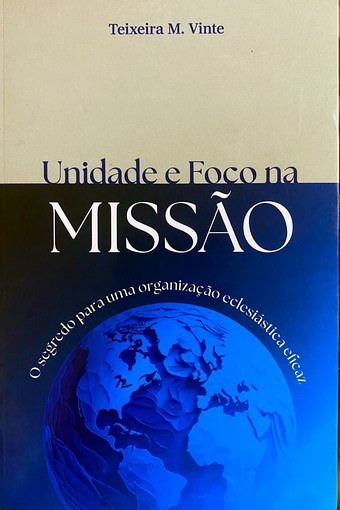 Teixeira M. Vinte
Unidade e Foco na
MISSÃO
O segredo para uma organização eclesiástica eficaz